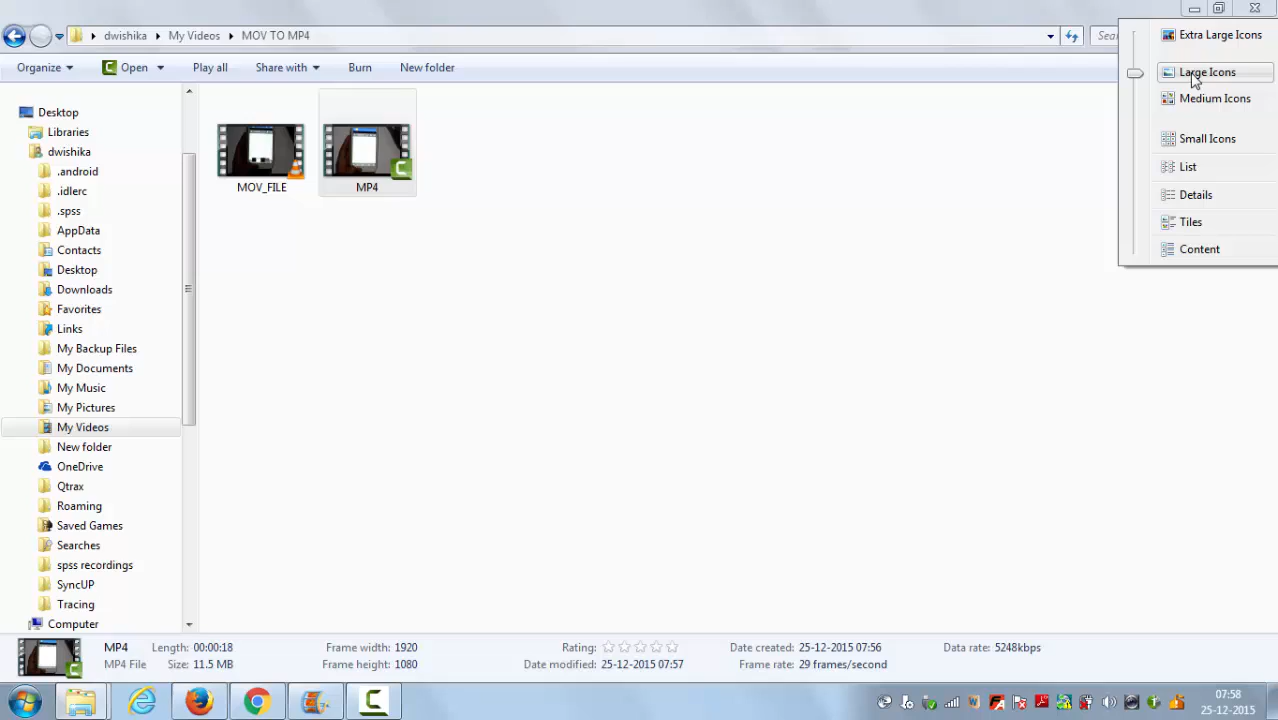 dwishika
My Videos
MOV TO MP4
Sear
Extra Large Icons
Organize
Open
Play all
Share with
Burn
New folder
Large Icons
Medium Icons
Small Icons
List
Details
Tiles
Content
Desktop
Libraries
dwishika
.android
.idlerc
.spss
AppData
Contacts
Desktop
Downloads
Favorites
Links
My Backup Files
My Documents
My Music
My Pictures
My Videos
New folder
OneDrive
Qtrax
Roaming
Saved Games
Searches
spss recordings
SyncUP
Tracing
Computer
MOV_FILE
MP4
MP4 Length: 00:00:18 Frame width: 1920 Rating: Date created: 25-12-2015 07:56 Data rate: 5248kbps
MP4 File Size: 11.5 MB Frame height: 1080 Date modified: 25-12-2015 07:57 Frame rate: 29 frames/second
07:58
25-12-2015